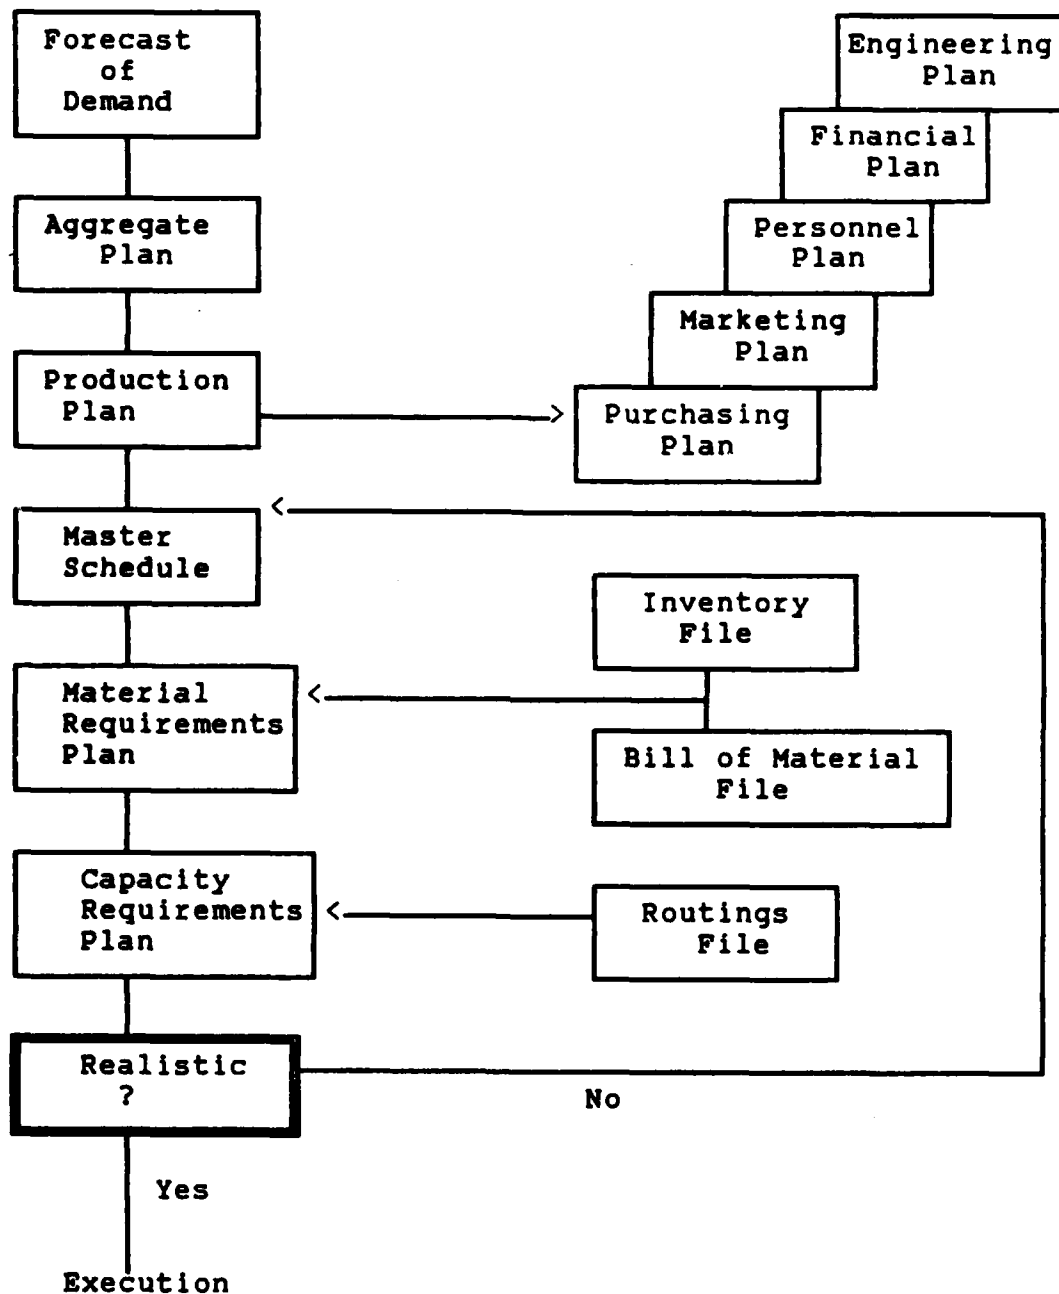 Forecast
of
Demand
Engineering
Plan
Financial
Plan
Aggregate
Plan
Personnel
Plan
Marketing
Plan
Production
Plan
Purchasing
Plan
Master
Schedule
Inventory
File
Material
Requirements
Plan
Bill of Material
File
Capacity
Requirements
Plan
Routings
File
Realistic
?
No
Yes
Execution